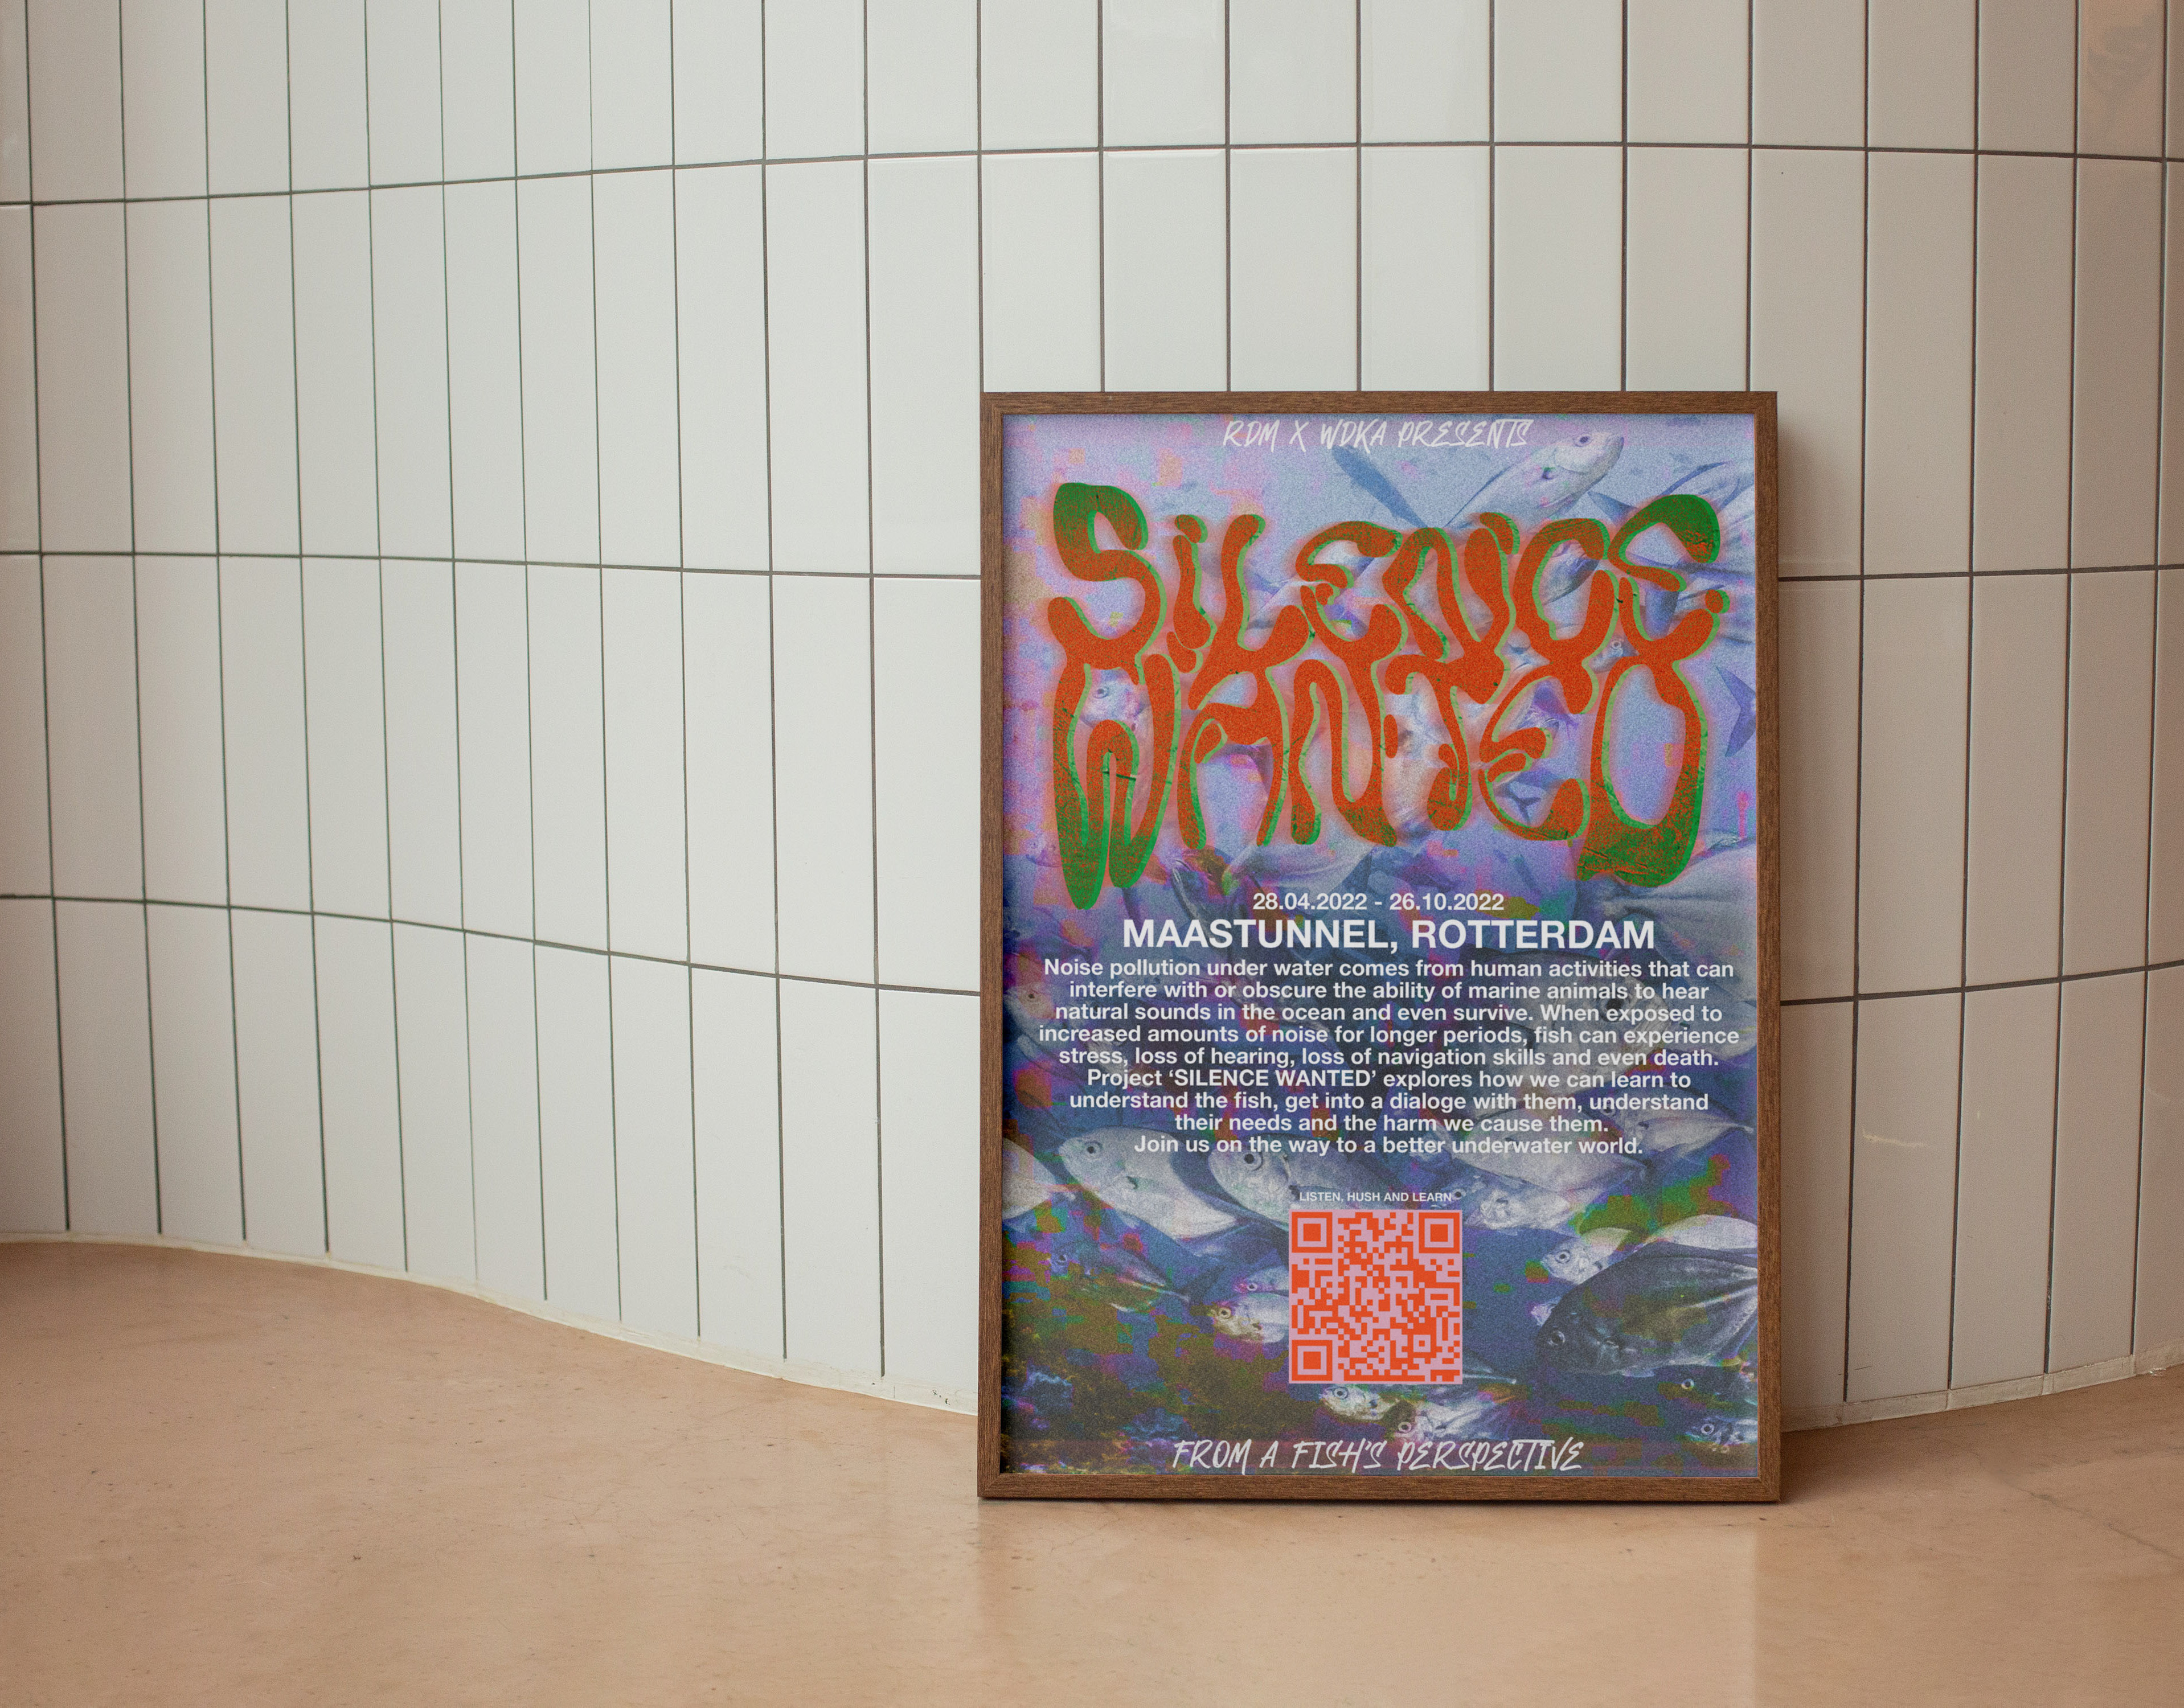 RDM X WDKA PRESENTS
SILENCE
WANTED
28.04.2022 - 26.10.2022
MAASTUNNEL, ROTTERDAM
Noise pollution under water comes from human activities that can
interfere with or obscure the ability of marine animals to hear
natural sounds in the ocean and even survive. When exposed to
increased amounts of noise for longer periods, fish can experience
stress, loss of hearing, loss of navigation skills and even death.
Project ‘SILENCE WANTED’ explores how we can learn to
understand the fish, get into a dialoge with them, understand
their needs and the harm we cause them.
Join us on the way to a better underwater world.
LISTEN, HUSH AND LEARN
FROM A FISH'S PERSPECTIVE